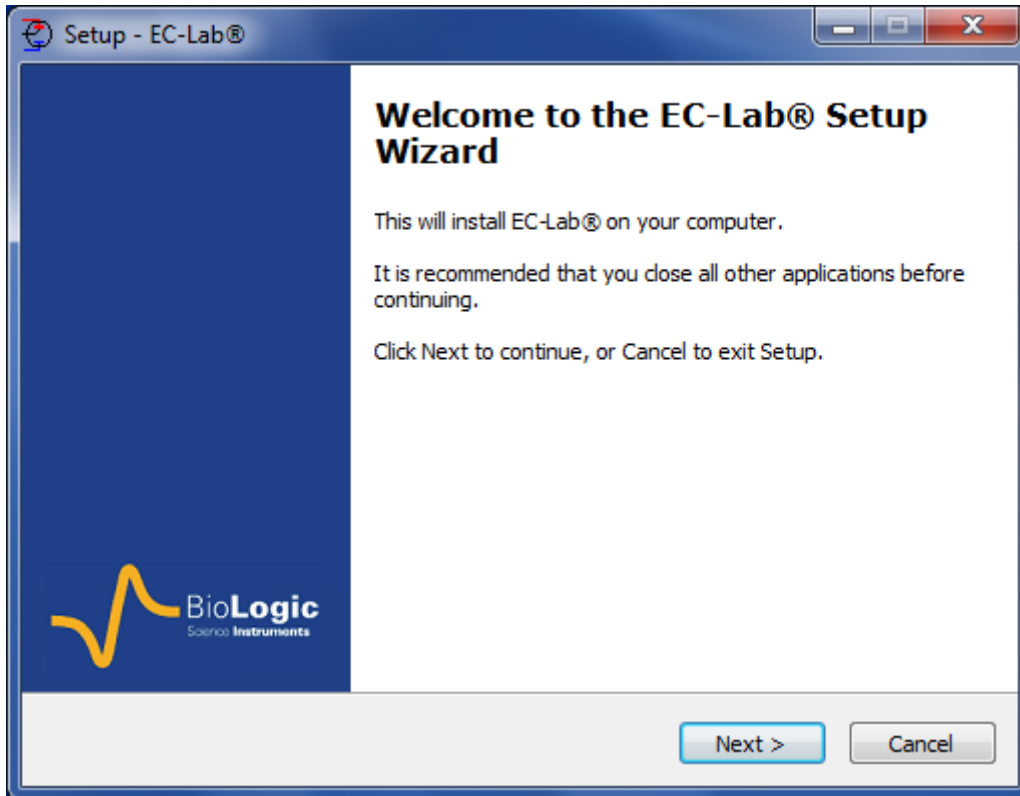 Setup - EC-Lab®
Welcome to the EC-Lab® Setup
Wizard
This will install EC-Lab® on your computer.
It is recommended that you close all other applications before
continuing.
Click Next to continue, or Cancel to exit Setup.
BioLogic
Science Instruments
Next >
Cancel